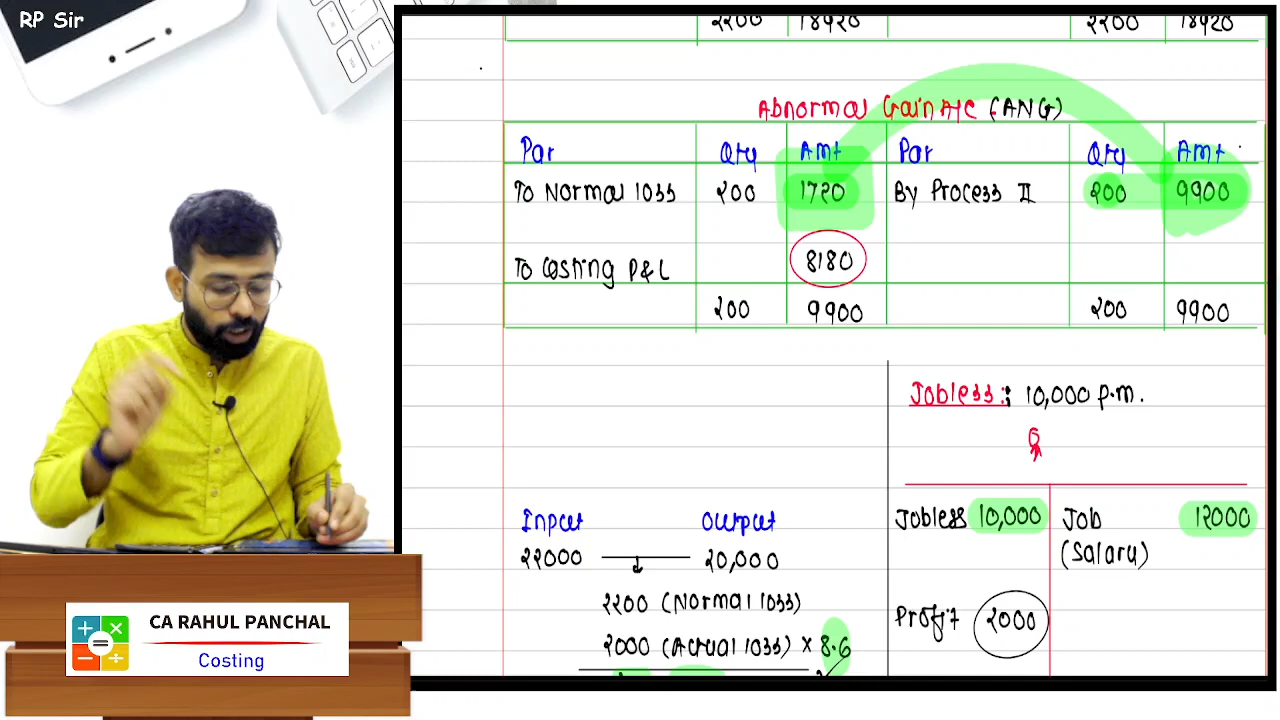 RP Sir
2200 18920 2200 18920
Abnormal Gain A/C (ANG)
Par Qty Amt Par Qty Amt
To Normal loss 200 1720 By Process II 200 9900
To Costing P&L 8180
200 9900 200 9900
Jobless : 10,000 p.m.
Jobless 10,000 Job 12000
(Salary)
Profit 2000
Input Output
22000 20,000
2200 (Normal loss)
2000 (Actual loss) × 8.6
CA RAHUL PANCHAL
Costing